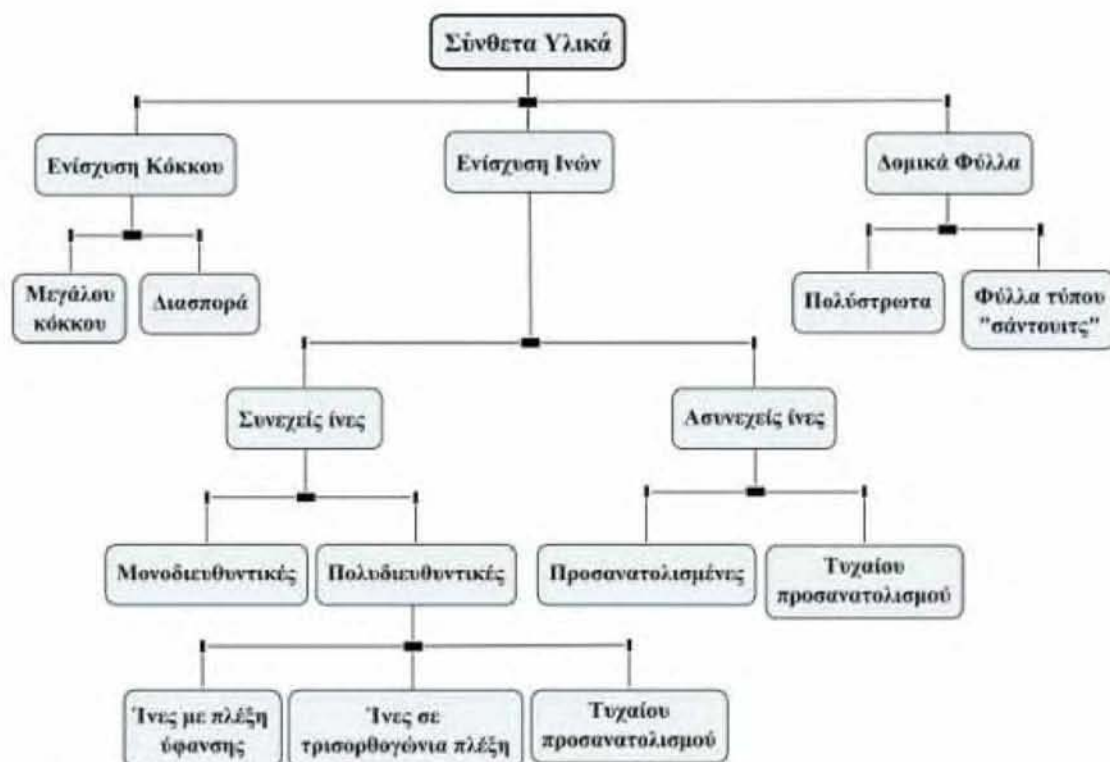 Σύνθετα Υλικά
Ενίσχυση Κόκκου
Ενίσχυση Ινών
Δομικά Φύλλα
Μεγάλου
κόκκου
Διασπορά
Πολύστρωτα
Φύλλα τύπου
"σάντουιτς"
Συνεχείς ίνες
Ασυνεχείς ίνες
Μονοδιευθυντικές
Πολυδιευθυντικές
Προσανατολισμένες
Τυχαίου
προσανατολισμού
Ίνες με πλέξη
ύφανσης
Ίνες σε
τρισορθογώνια πλέξη
Τυχαίου
προσανατολισμού